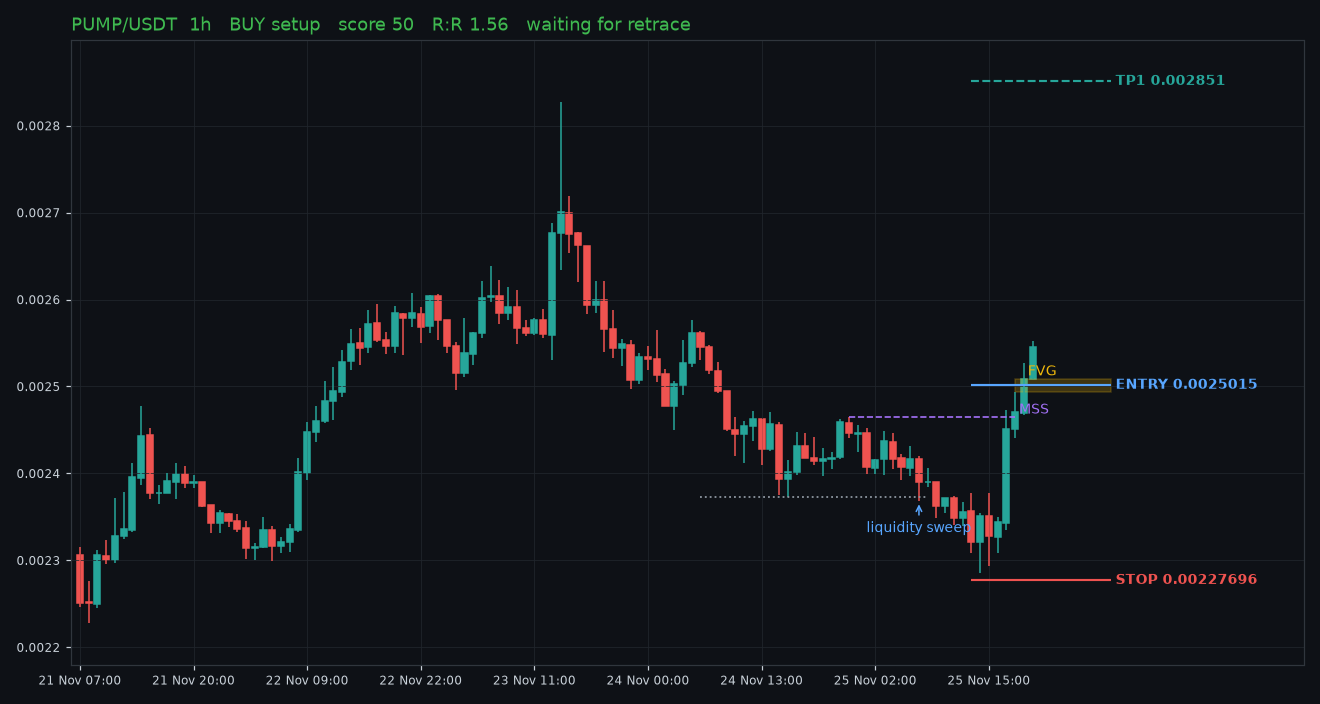 PUMP/USDT 1h BUY setup score 50 R:R 1.56 waiting for retrace
TP1 0.002851
0.0028
0.0027
0.0026
FVG
0.0025
ENTRY 0.0025015
MSS
0.0024
liquidity sweep
0.0023
STOP 0.00227696
0.0022
21 Nov 07:00
21 Nov 20:00
22 Nov 09:00
22 Nov 22:00
23 Nov 11:00
24 Nov 00:00
24 Nov 13:00
25 Nov 02:00
25 Nov 15:00